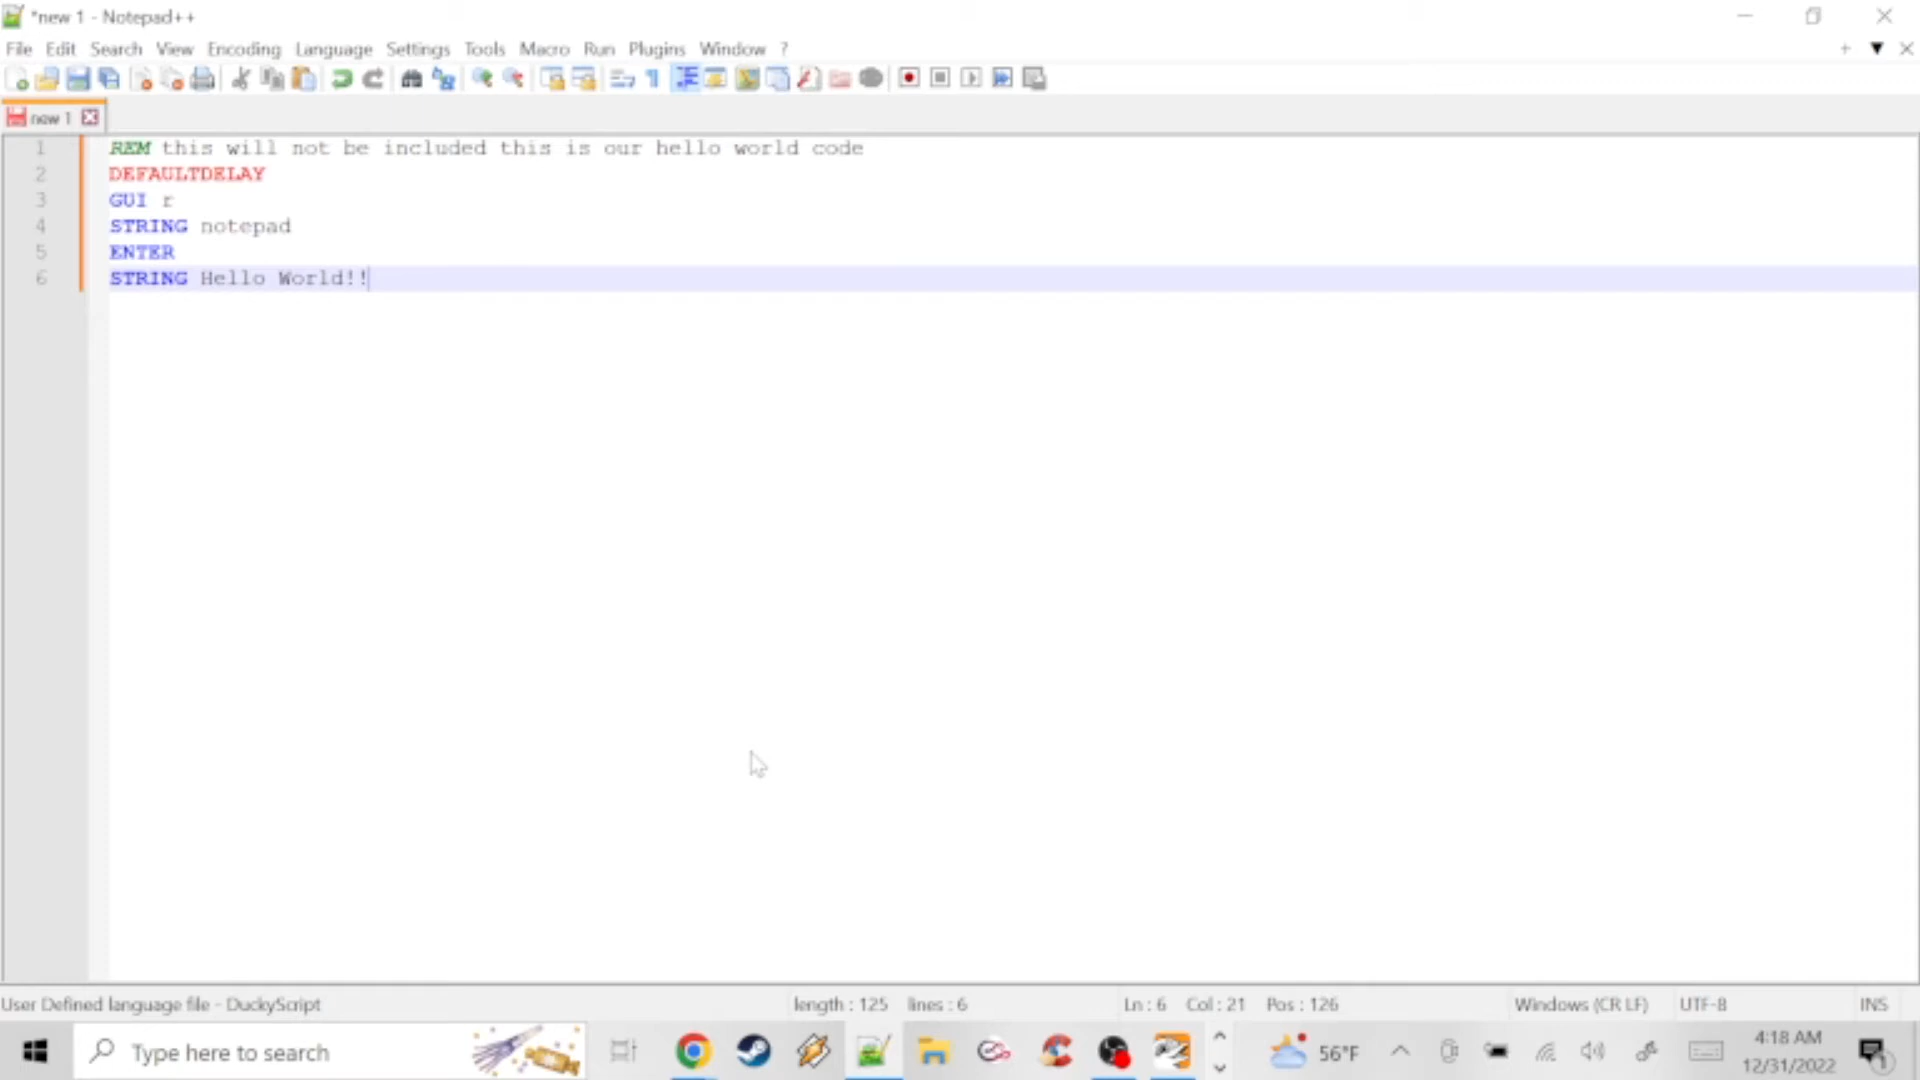 *new 1 - Notepad++
File Edit Search View Encoding Language Settings Tools Macro Run Plugins Window ?
new 1
1 REM this will not be included this is our hello world code
2 DEFAULTDELAY
3 GUI r
4 STRING notepad
5 ENTER
6 STRING Hello World!!
User Defined language file - DuckyScript length : 125 lines : 6 Ln : 6 Col : 21 Pos : 126 Windows (CR LF) UTF-8 INS
Type here to search 56°F 4:18 AM
12/31/2022 1